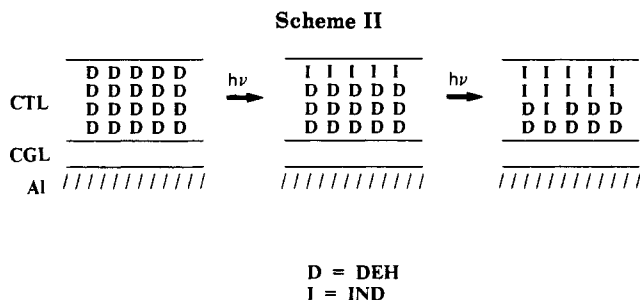 Scheme II
D D D D D
D D D D D
D D D D D
D D D D D
hν
I I I I I
D D D D D
D D D D D
D D D D D
hν
I I I I I
I I I I I
D I D D D
D D D D D
CTL
CGL
Al
D = DEH
I = IND